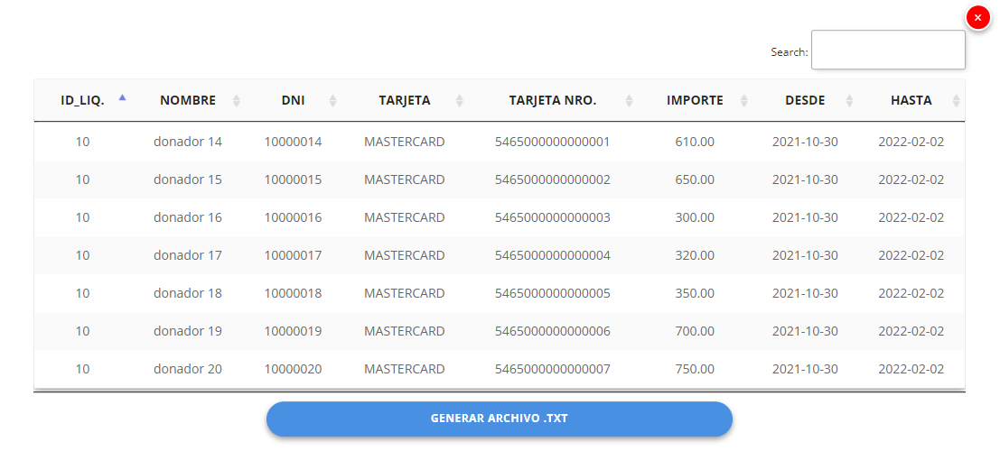 ×
Search:
ID_LIQ. NOMBRE DNI TARJETA TARJETA NRO. IMPORTE DESDE HASTA
10 donador 14 10000014 MASTERCARD 5465000000000001 610.00 2021-10-30 2022-02-02
10 donador 15 10000015 MASTERCARD 5465000000000002 650.00 2021-10-30 2022-02-02
10 donador 16 10000016 MASTERCARD 5465000000000003 300.00 2021-10-30 2022-02-02
10 donador 17 10000017 MASTERCARD 5465000000000004 320.00 2021-10-30 2022-02-02
10 donador 18 10000018 MASTERCARD 5465000000000005 350.00 2021-10-30 2022-02-02
10 donador 19 10000019 MASTERCARD 5465000000000006 700.00 2021-10-30 2022-02-02
10 donador 20 10000020 MASTERCARD 5465000000000007 750.00 2021-10-30 2022-02-02
GENERAR ARCHIVO .TXT